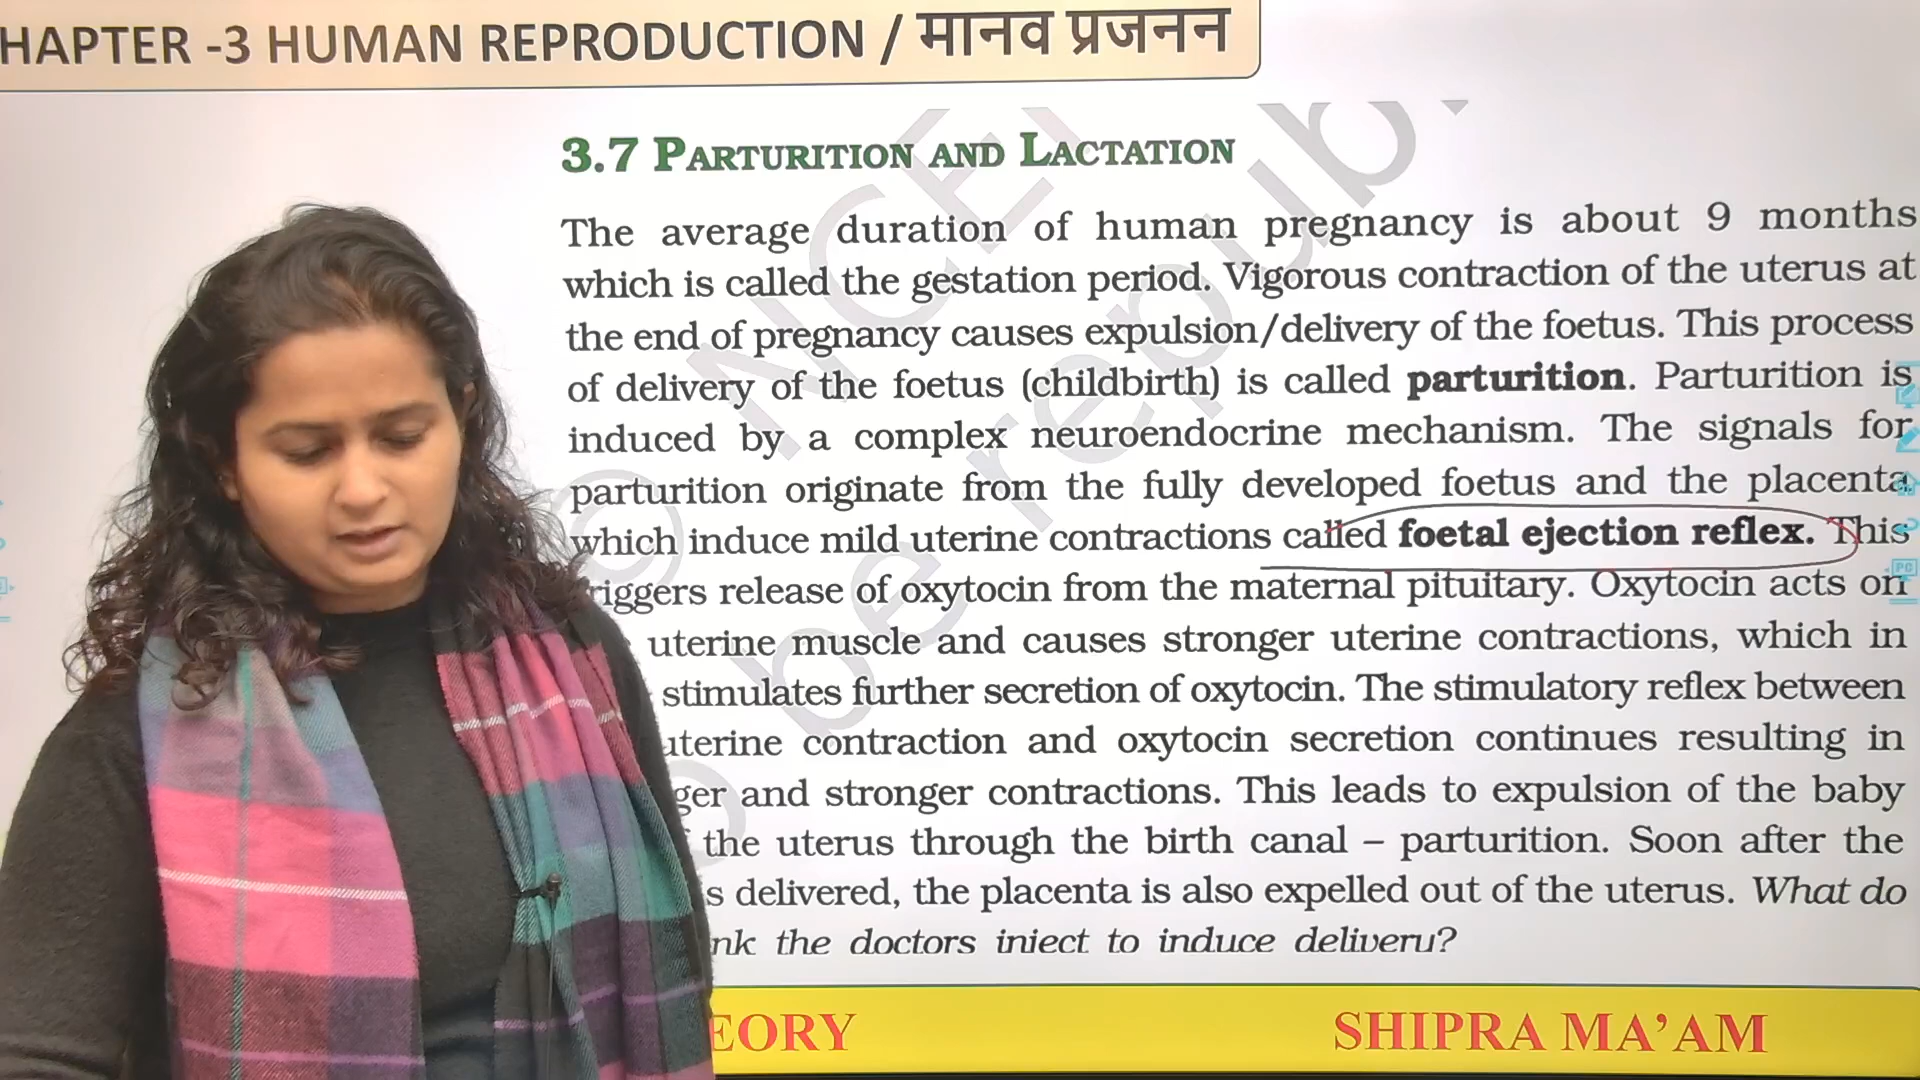 HAPTER -3 HUMAN REPRODUCTION / मानव प्रजनन
3.7 PARTURITION AND LACTATION
The average duration of human pregnancy is about 9 months
which is called the gestation period. Vigorous contraction of the uterus at
the end of pregnancy causes expulsion/delivery of the foetus. This process
of delivery of the foetus (childbirth) is called parturition. Parturition is
induced by a complex neuroendocrine mechanism. The signals for
parturition originate from the fully developed foetus and the placenta
which induce mild uterine contractions called foetal ejection reflex. This
riggers release of oxytocin from the maternal pituitary. Oxytocin acts on
uterine muscle and causes stronger uterine contractions, which in
stimulates further secretion of oxytocin. The stimulatory reflex between
uterine contraction and oxytocin secretion continues resulting in
ger and stronger contractions. This leads to expulsion of the baby
the uterus through the birth canal – parturition. Soon after the
s delivered, the placenta is also expelled out of the uterus. What do
nk the doctors inject to induce delivery?
EORY
SHIPRA MA'AM